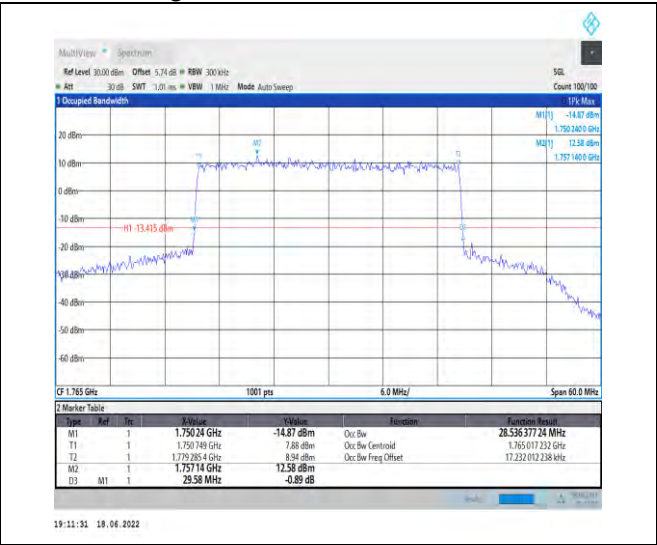 MultiView Spectrum
Ref Level 30.00 dBm Offset 5.74 dB RBW 300 kHz SGL
Att 30 dB SWT 1.01 ms VBW 1 MHz Mode Auto Sweep Count 100/100
1 Occupied Bandwidth 1Pk Max
M1[1] -14.87 dBm
1.750 240 0 GHz
M2[1] 12.58 dBm
1.757 140 0 GHz
20 dBm
M2
T2
10 dBm
0 dBm
-10 dBm
H1 -13.415 dBm
-20 dBm
-30 dBm
-40 dBm
-50 dBm
-60 dBm
CF 1.765 GHz 1001 pts 6.0 MHz/ Span 60.0 MHz
2 Marker Table
Type Ref Trc X-Value Y-Value Function Function Result
M1 1 1.75024 GHz -14.87 dBm Occ Bw 28.536 377 24 MHz
T1 1 1.750 749 GHz 7.88 dBm Occ Bw Centroid 1.765 017 232 GHz
T2 1 1.779 285 4 GHz 8.94 dBm Occ Bw Freq Offset 17.232 012 238 kHz
M2 1 1.75714 GHz 12.58 dBm
D3 M1 1 29.58 MHz -0.89 dB
19:11:31 18.06.2022